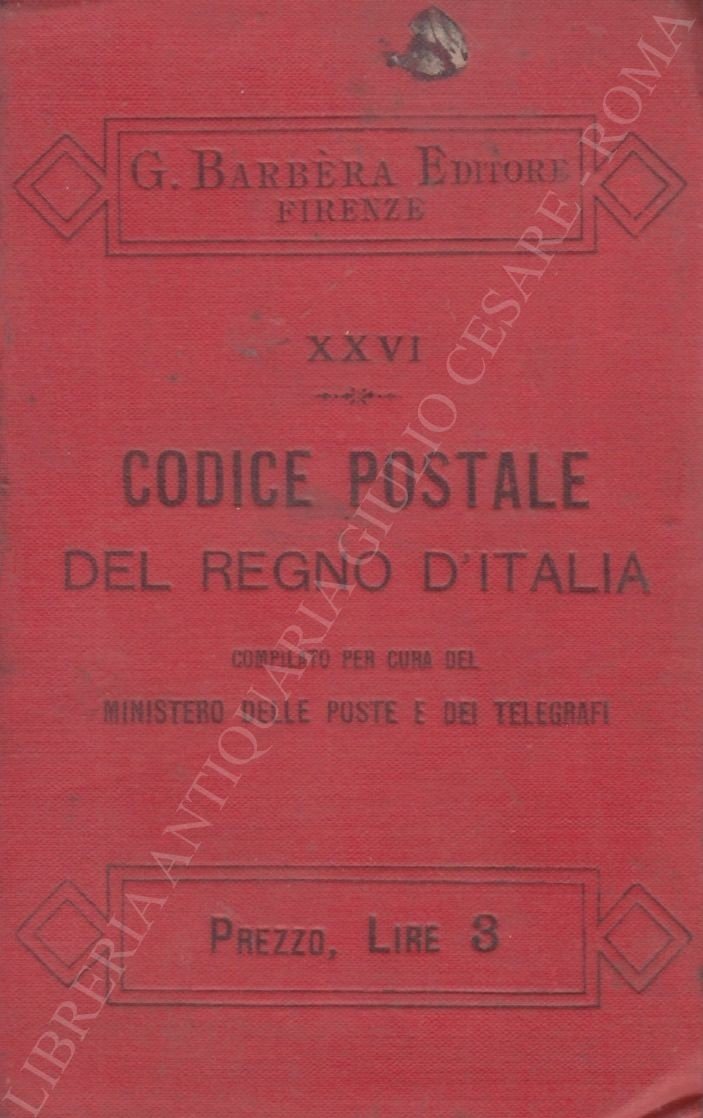 G. BARBÈRA EDITORE
FIRENZE
XXVI
CODICE POSTALE
DEL REGNO D'ITALIA
COMPILATO PER CURA DEL
MINISTERO DELLE POSTE E DEI TELEGRAFI
PREZZO, LIRE 3
LIBRERIA ANTIQUARIA GIULIO CESARE - ROMA